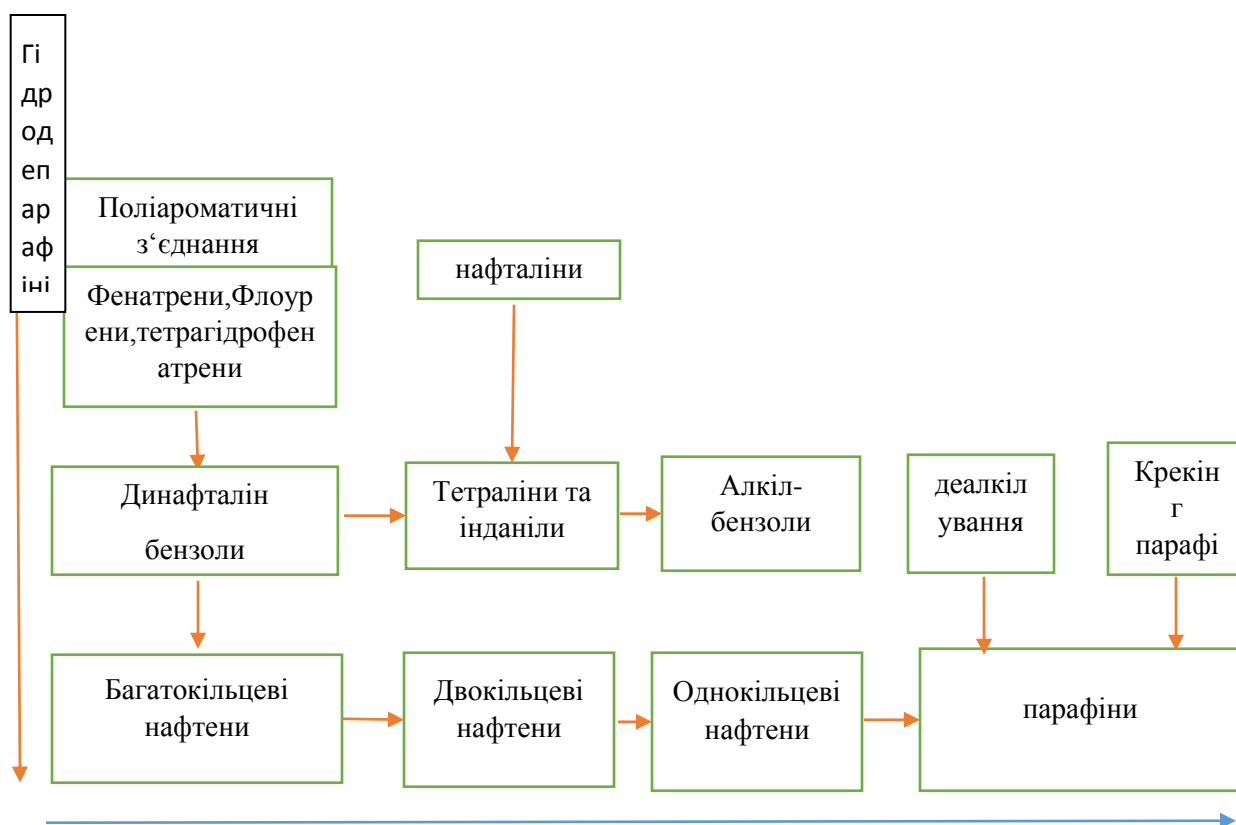 Гі
др
од
еп
ар
аф
іні
Поліароматичні
з‘єднання
Фенатрени,Флоур
ени,тетрагідрофен
атрени
нафталіни
Динафталін
бензоли
Тетраліни та
інданіли
Алкіл-
бензоли
деалкіл
ування
Крекін
г
парафі
Багатокільцеві
нафтени
Двокільцеві
нафтени
Однокільцеві
нафтени
парафіни